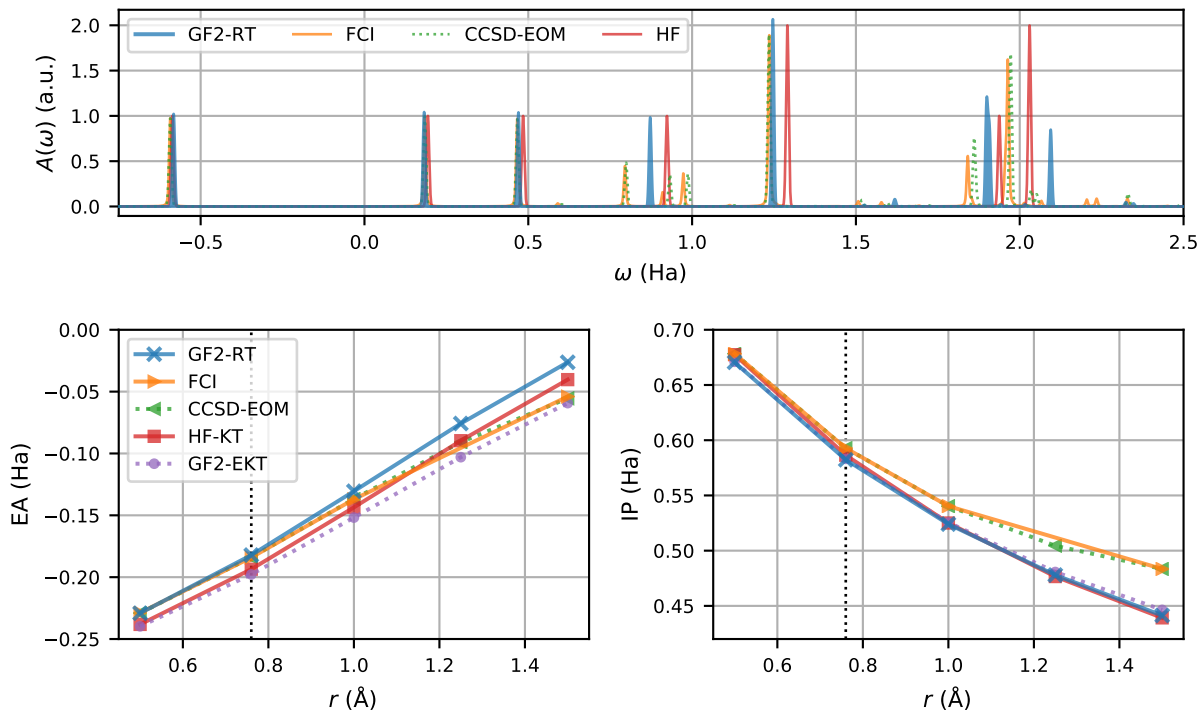 GF2-RT FCI CCSD-EOM HF
2.0
1.5
1.0
0.5
0.0
A(ω) (a.u.)
−0.5 0.0 0.5 1.0 1.5 2.0 2.5
ω (Ha)
0.00
−0.05
−0.10
−0.15
−0.20
−0.25
EA (Ha)
GF2-RT
FCI
CCSD-EOM
HF-KT
GF2-EKT
0.6 0.8 1.0 1.2 1.4
r (Å)
0.70
0.65
0.60
0.55
0.50
0.45
IP (Ha)
0.6 0.8 1.0 1.2 1.4
r (Å)